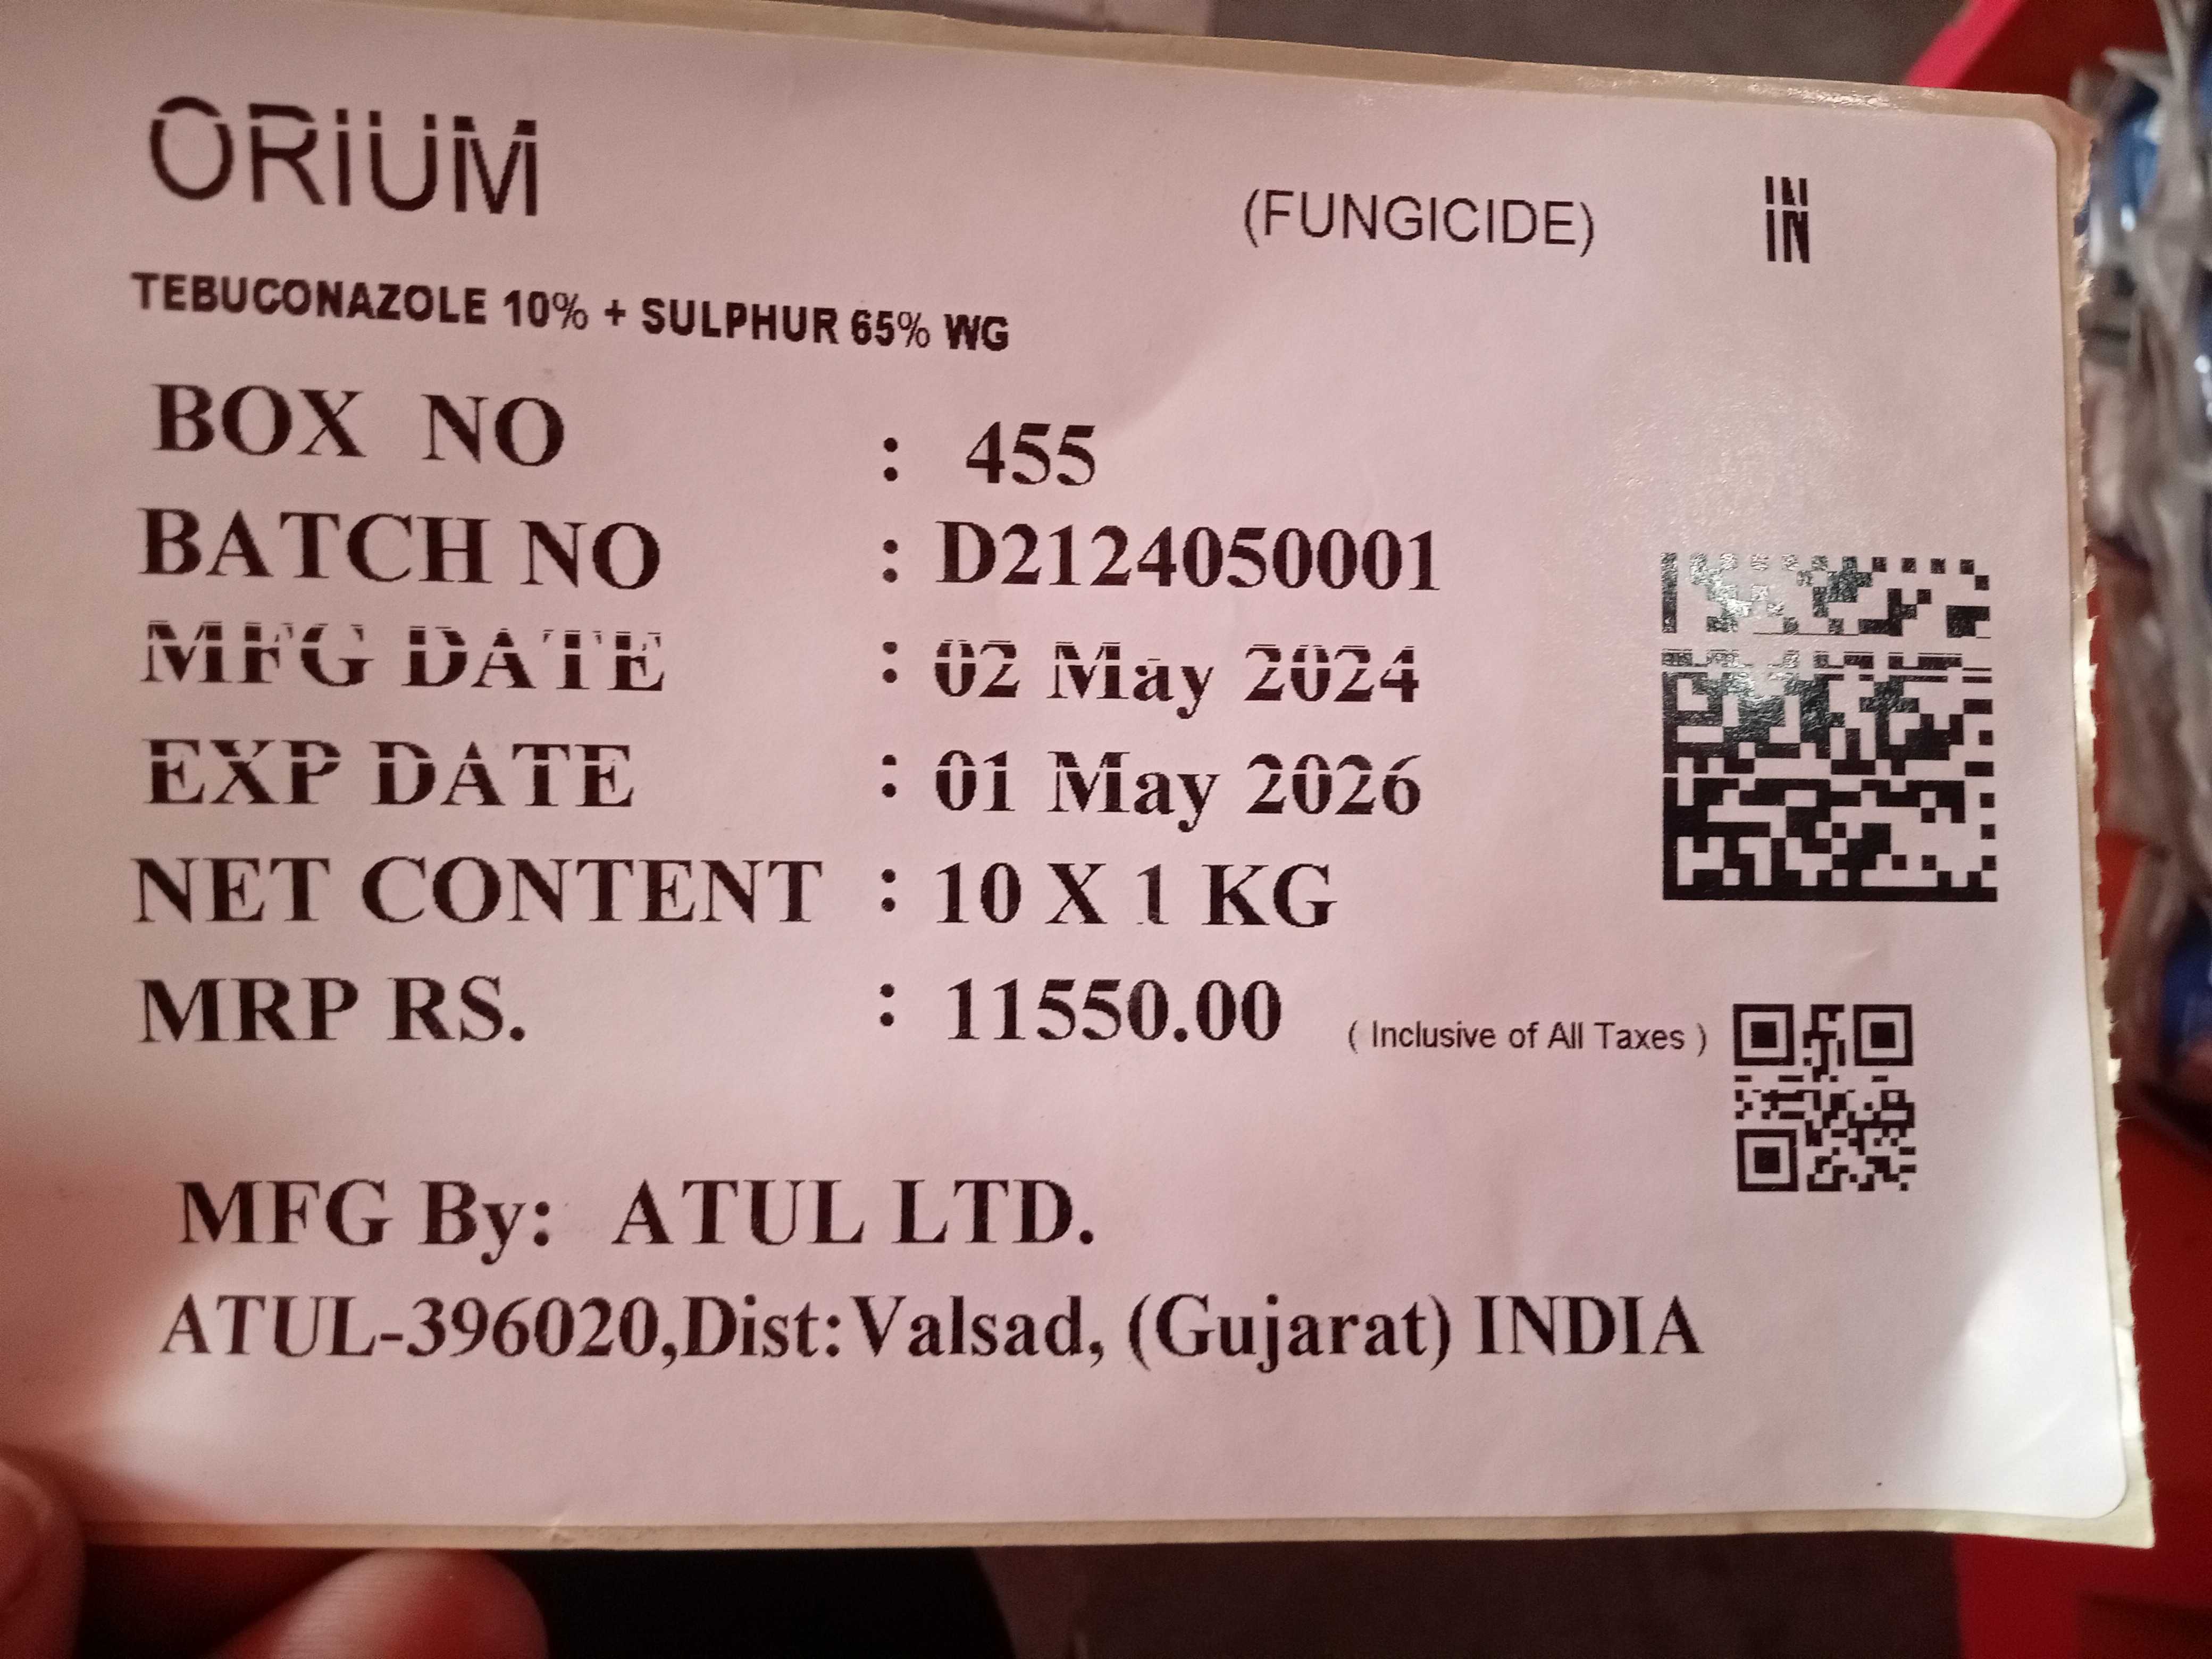 ORIUM
(FUNGICIDE)
IN
TEBUCONAZOLE 10% + SULPHUR 65% WG
BOX NO : 455
BATCH NO : D2124050001
MFG DATE : 02 May 2024
EXP DATE : 01 May 2026
NET CONTENT : 10 X 1 KG
MRP RS. : 11550.00 ( Inclusive of All Taxes )
MFG By: ATUL LTD.
ATUL-396020,Dist:Valsad, (Gujarat) INDIA